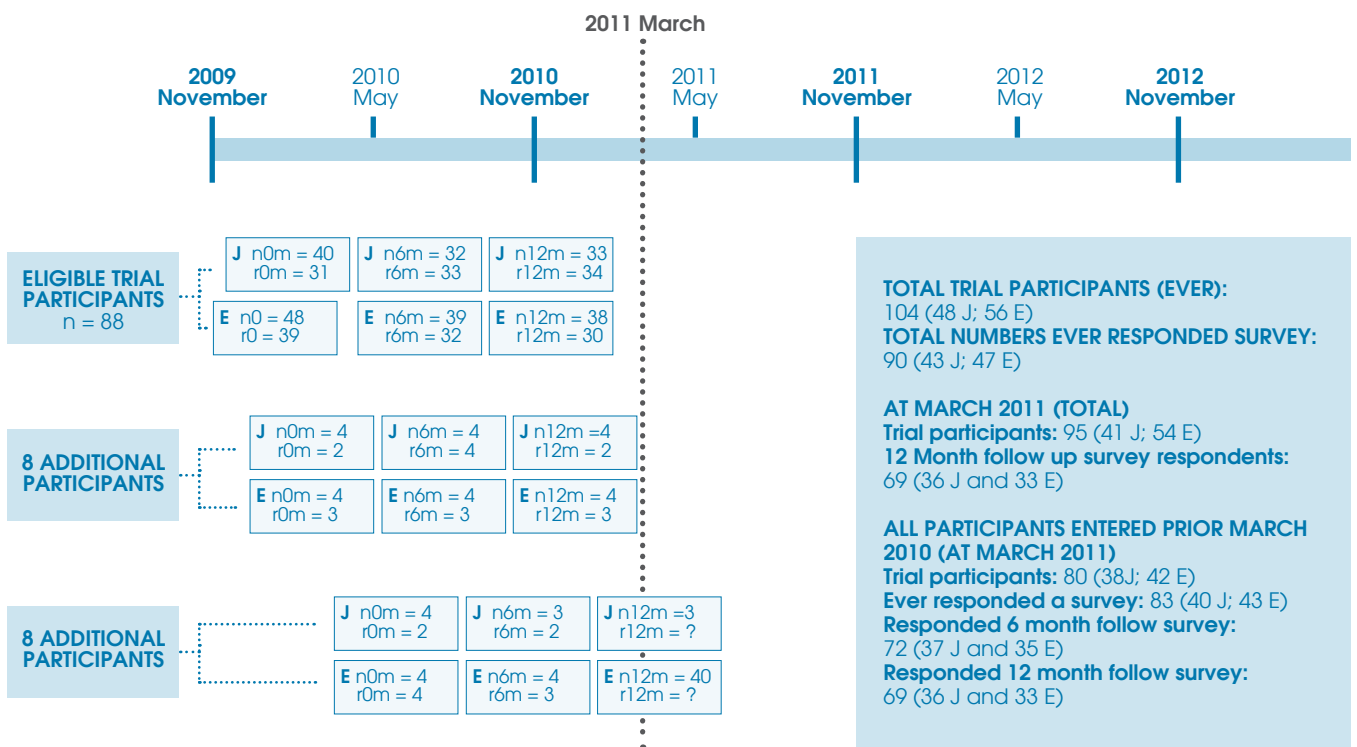 2011 March
2009
November
2010
May
2010
November
2011
May
2011
November
2012
May
2012
November
ELIGIBLE TRIAL
PARTICIPANTS
n = 88
J n0m = 40
r0m = 31
J n6m = 32
r6m = 33
J n12m = 33
r12m = 34
E n0 = 48
r0 = 39
E n6m = 39
r6m = 32
E n12m = 38
r12m = 30
8 ADDITIONAL
PARTICIPANTS
J n0m = 4
r0m = 2
J n6m = 4
r6m = 4
J n12m =4
r12m = 2
E n0m = 4
r0m = 3
E n6m = 4
r6m = 3
E n12m = 4
r12m = 3
8 ADDITIONAL
PARTICIPANTS
J n0m = 4
r0m = 2
J n6m = 3
r6m = 2
J n12m =3
r12m = ?
E n0m = 4
r0m = 4
E n6m = 4
r6m = 3
E n12m = 40
r12m = ?
TOTAL TRIAL PARTICIPANTS (EVER):
104 (48 J; 56 E)
TOTAL NUMBERS EVER RESPONDED SURVEY:
90 (43 J; 47 E)
AT MARCH 2011 (TOTAL)
Trial participants: 95 (41 J; 54 E)
12 Month follow up survey respondents:
69 (36 J and 33 E)
ALL PARTICIPANTS ENTERED PRIOR MARCH
2010 (AT MARCH 2011)
Trial participants: 80 (38J; 42 E)
Ever responded a survey: 83 (40 J; 43 E)
Responded 6 month follow survey:
72 (37 J and 35 E)
Responded 12 month follow survey:
69 (36 J and 33 E)